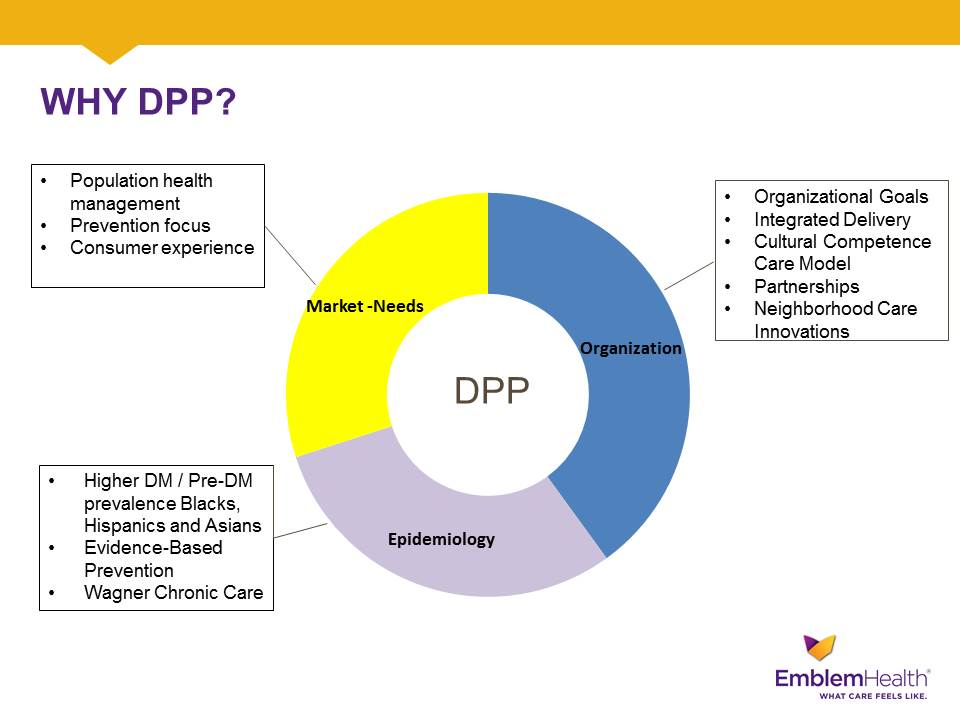 WHY DPP?
• Population health
management
• Prevention focus
• Consumer experience
• Organizational Goals
• Integrated Delivery
• Cultural Competence
Care Model
• Partnerships
• Neighborhood Care
Innovations
Market -Needs
Organization
DPP
• Higher DM / Pre-DM
prevalence Blacks,
Hispanics and Asians
• Evidence-Based
Prevention
• Wagner Chronic Care
Epidemiology
EmblemHealth®
WHAT CARE FEELS LIKE.